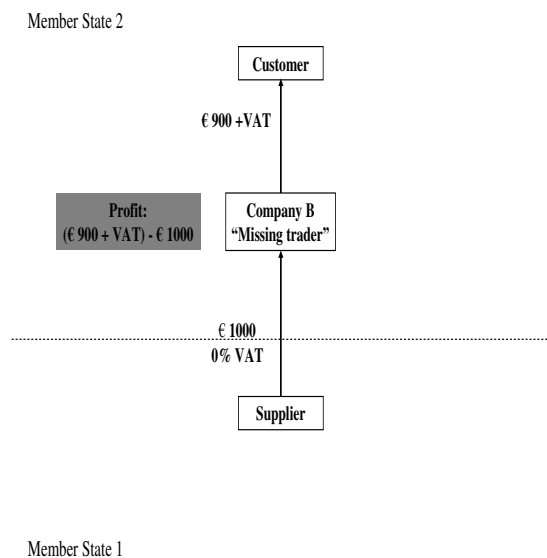 Member State 2
Customer
€ 900 +VAT
Profit:
(€ 900 + VAT) - € 1000
Company B
“Missing trader”
€ 1000
0% VAT
Supplier
Member State 1